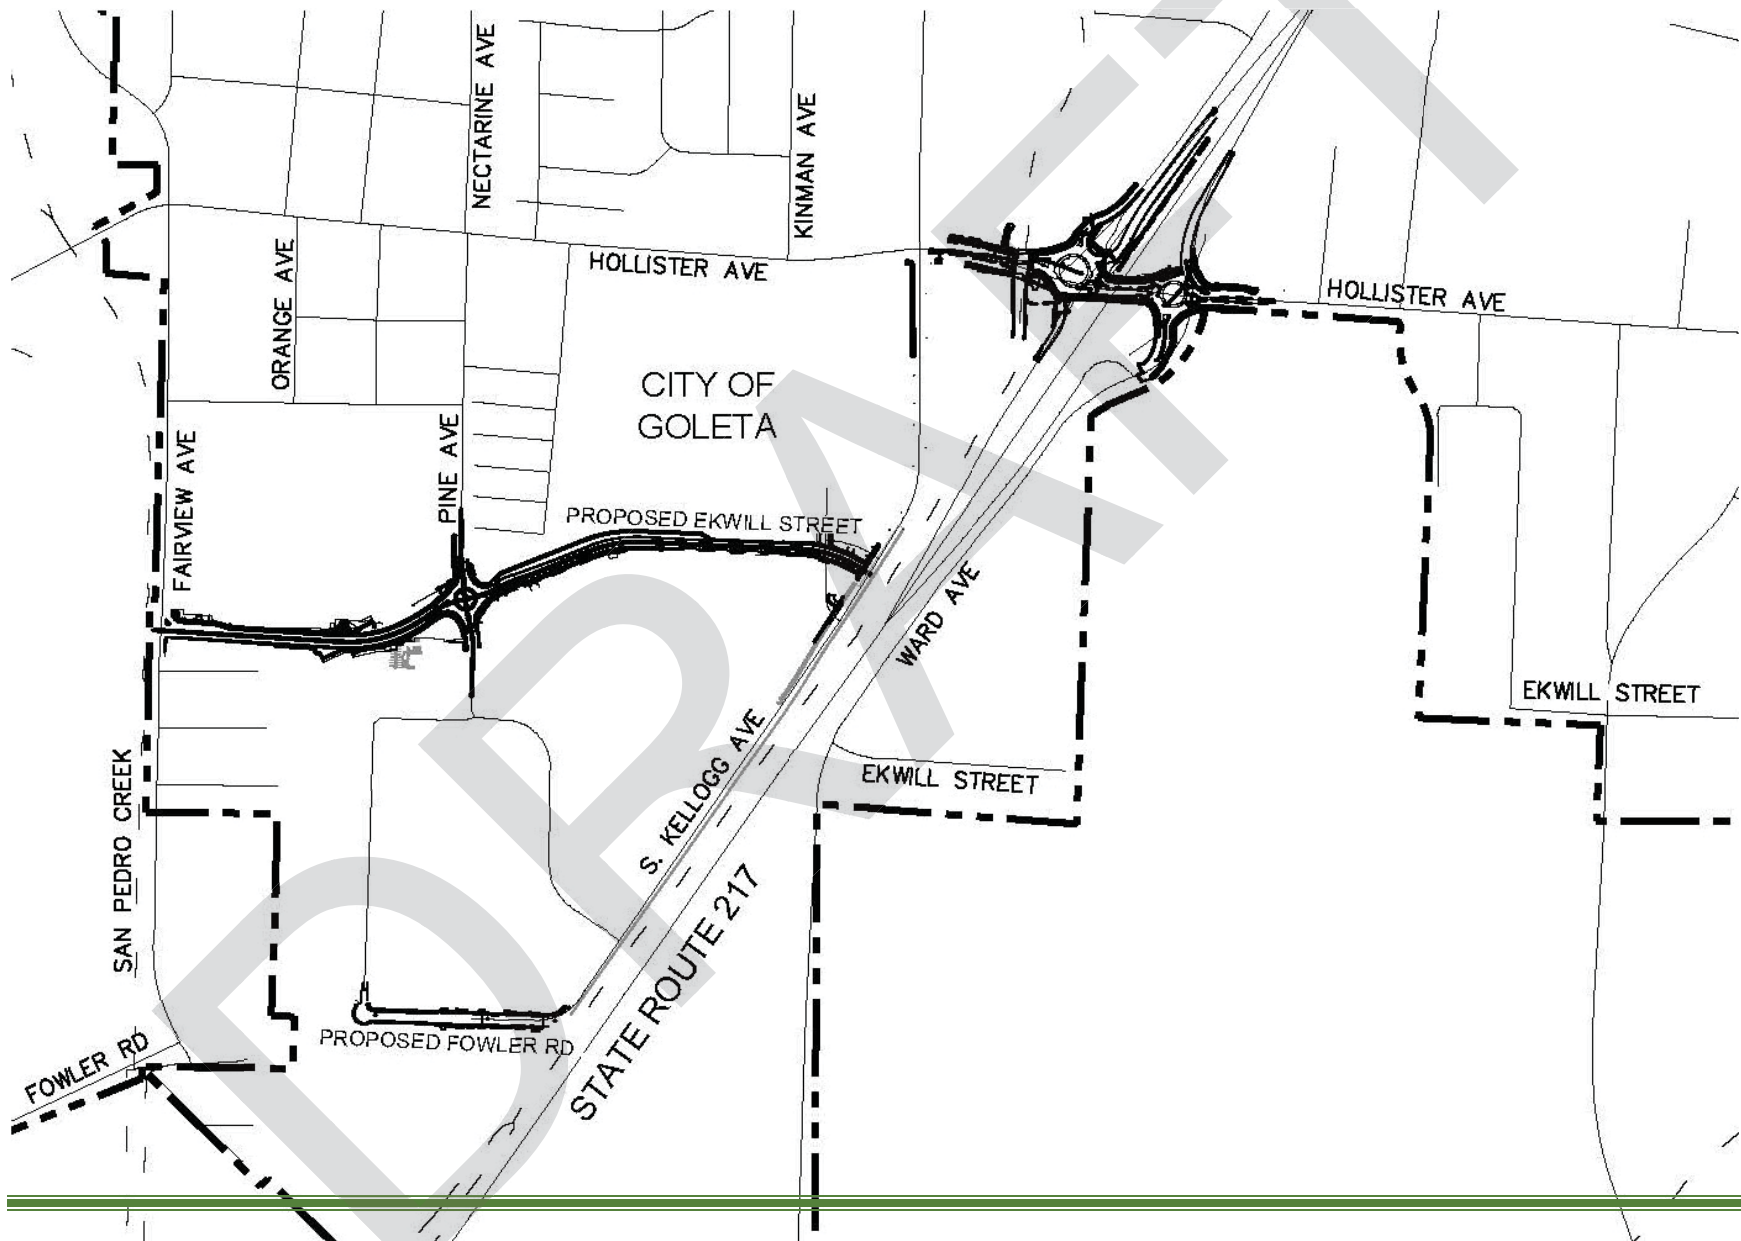 NECTARINE AVE
KINMAN AVE
ORANGE AVE
HOLLISTER AVE
HOLLISTER AVE
CITY OF
GOLETA
FAIRVIEW AVE
PINE AVE
PROPOSED EKWILL STREET
WARD AVE
EKWILL STREET
EKWILL STREET
S. KELLOGG AVE
SAN PEDRO CREEK
STATE ROUTE 217
PROPOSED FOWLER RD
FOWLER RD
DRAFT